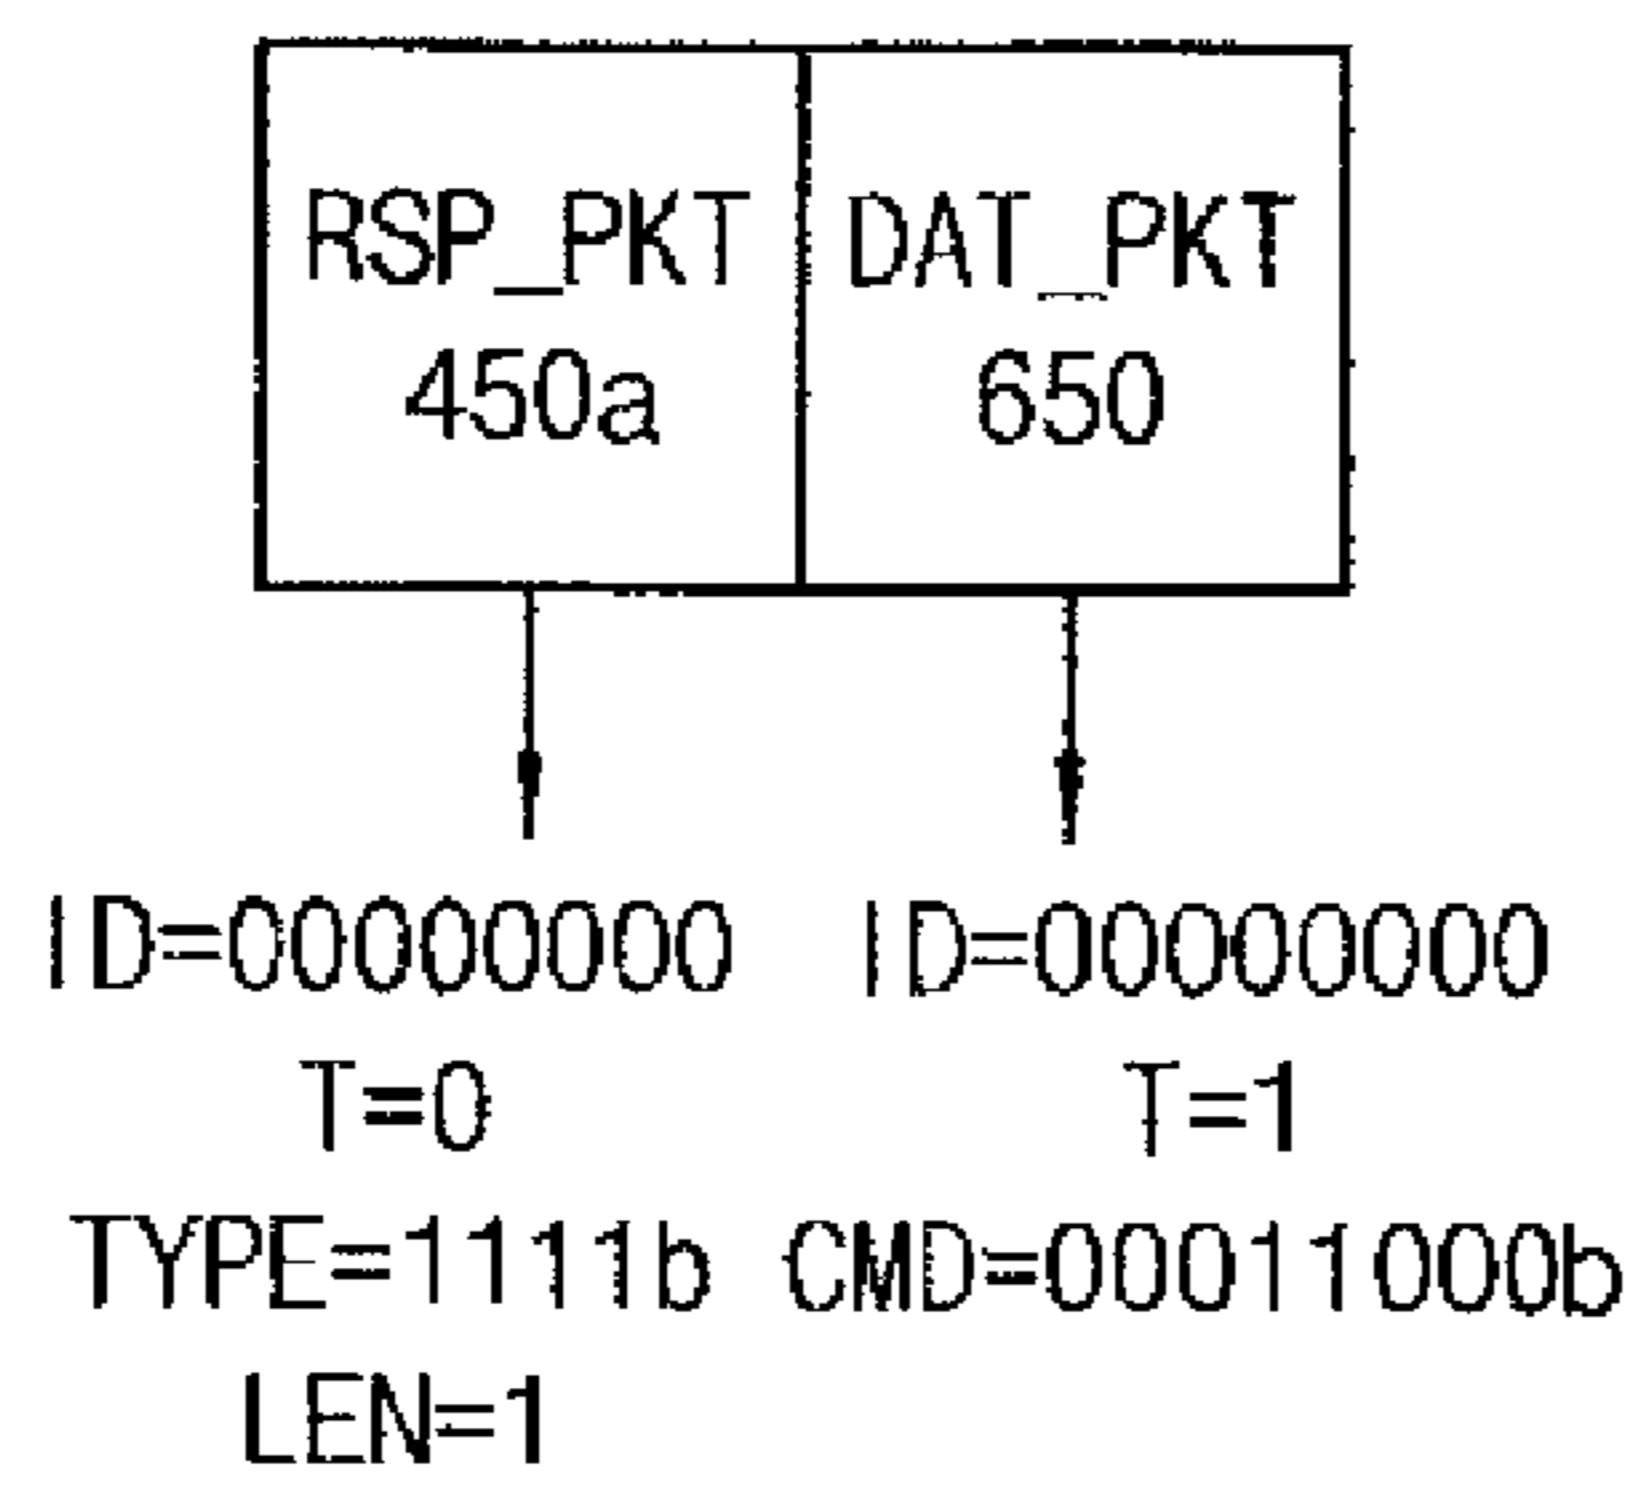 RSP_PKT
450a
DAT_PKT
650
ID=00000000
T=0
TYPE=1111b
LEN=1
ID=00000000
T=1
CMD=00011000b